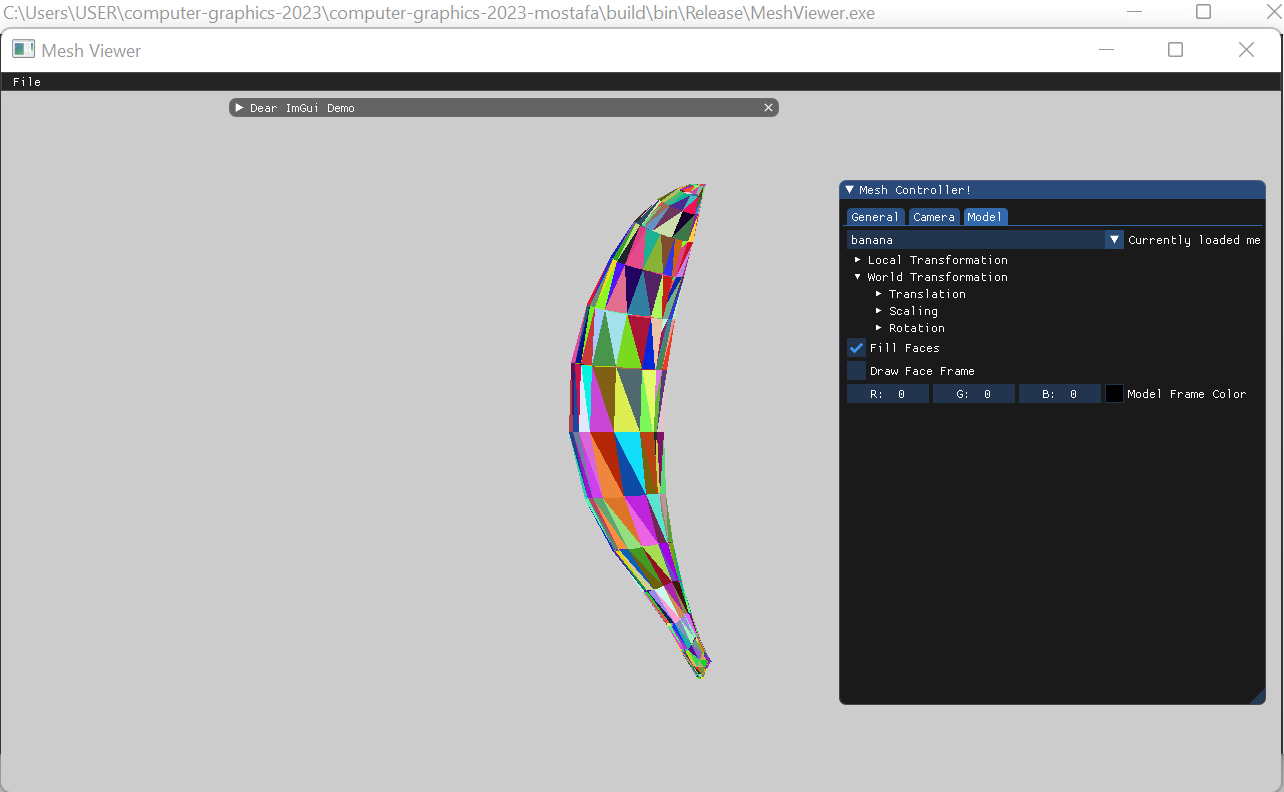 C:\Users\USER\computer-graphics-2023\computer-graphics-2023-mostafa\build\bin\Release\MeshViewer.exe
Mesh Viewer
File
Dear ImGui Demo
Mesh Controller!
General Camera Model
banana Currently loaded me
Local Transformation
World Transformation
Translation
Scaling
Rotation
Fill Faces
Draw Face Frame
R: 0 G: 0 B: 0 Model Frame Color